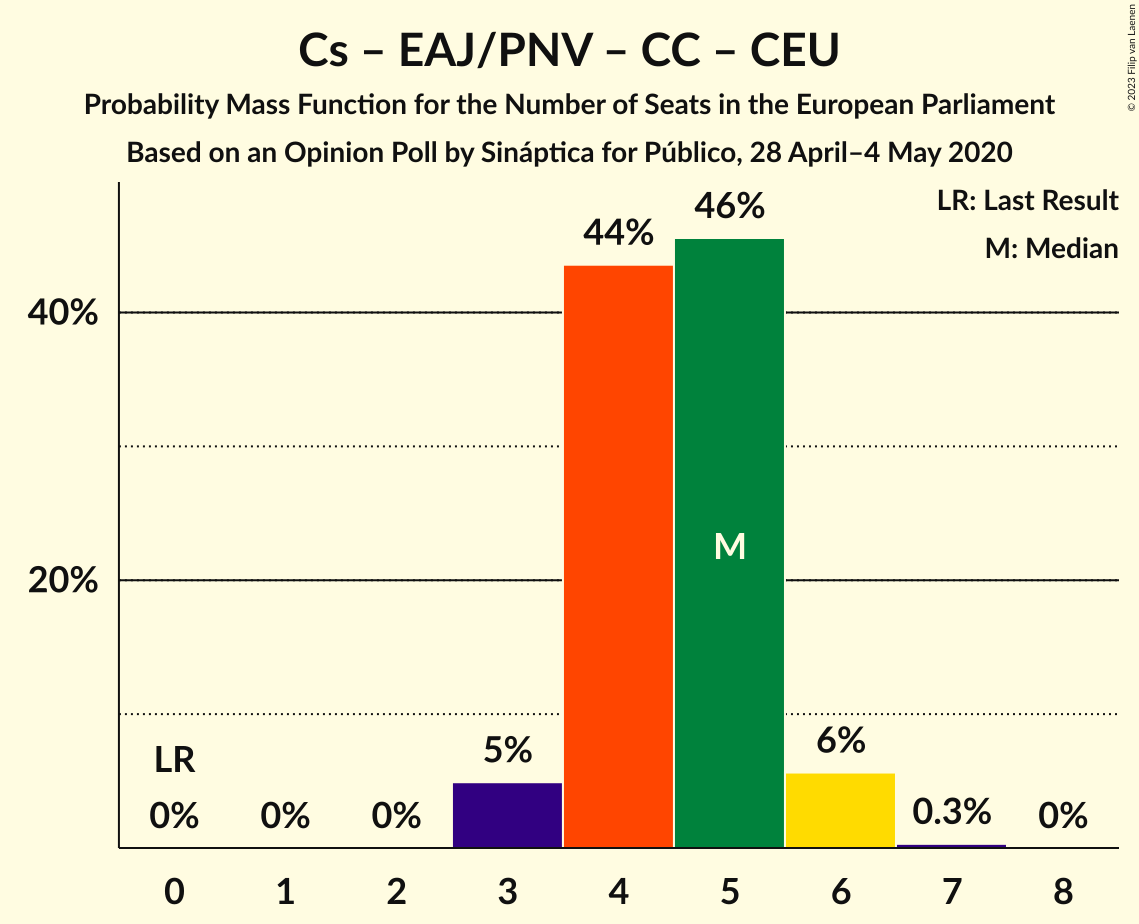 Cs – EAJ/PNV – CC – CEU
Probability Mass Function for the Number of Seats in the European Parliament
Based on an Opinion Poll by Sináptica for Público, 28 April–4 May 2020
© 2023 Filip van Laenen
LR: Last Result
M: Median
40%
20%
LR
0%
0%
0%
5%
44%
46%
M
6%
0.3%
0%
0 1 2 3 4 5 6 7 8